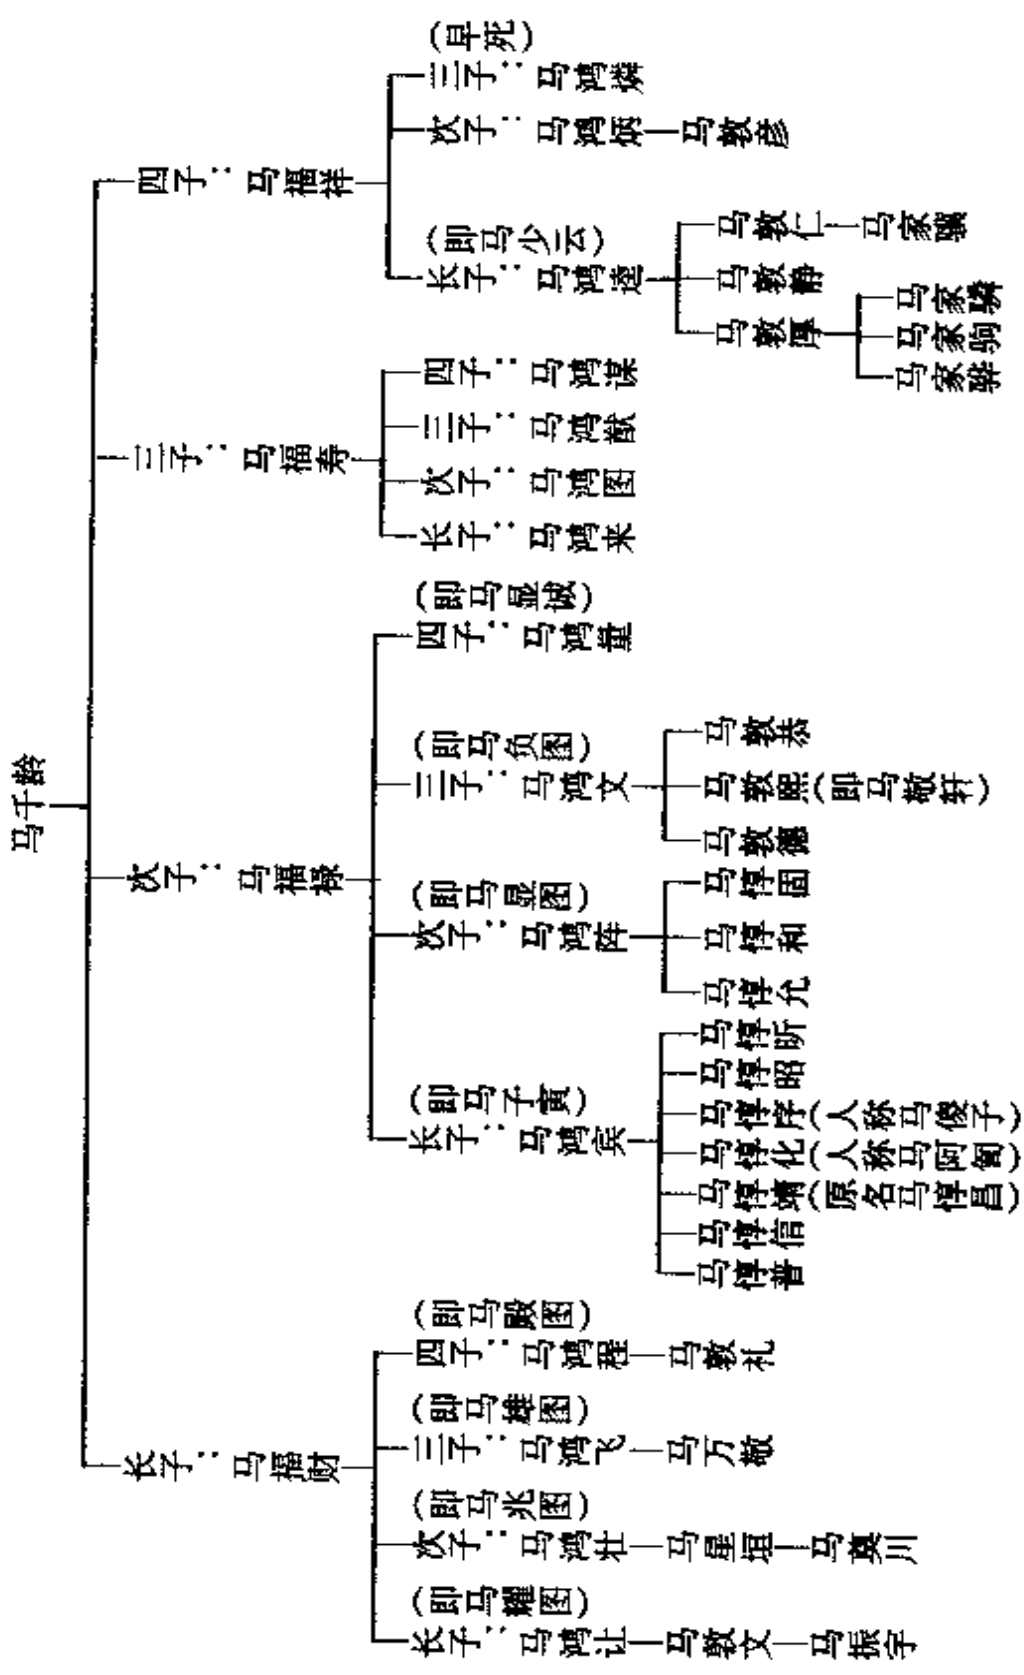 马千龄
长子：马福财
长子：马鸿让—马敦文—马振宇
(即马耀图)
次子：马鸿壮—马星垣—马奠川
(即马兆图)
三子：马鸿飞—马万敬
(即马雄图)
四子：马鸿程—马敦礼
(即马殿图)
次子：马福禄
长子：马鸿宾
(即马子寅)
马惇普
马惇信
马惇靖(原名马惇昌)
马惇化(人称马阿訇)
马惇序(人称马傻子)
马惇昭
马惇昕
次子：马鸿阵
(即马显图)
马惇允
马惇和
马惇固
三子：马鸿文
(即马负图)
马敦德
马敦熙(即马敬轩)
马敦恭
四子：马鸿量
(即马显诚)
三子：马福寿
长子：马鸿来
次子：马鸿图
三子：马鸿猷
四子：马鸿谋
四子：马福祥
长子：马鸿逵
(即马少云)
马敦厚
马家骅
马家驹
马家骥
马敦静
马敦仁—马家骧
次子：马鸿炳—马敦彦
三子：马鸿燐
(早死)